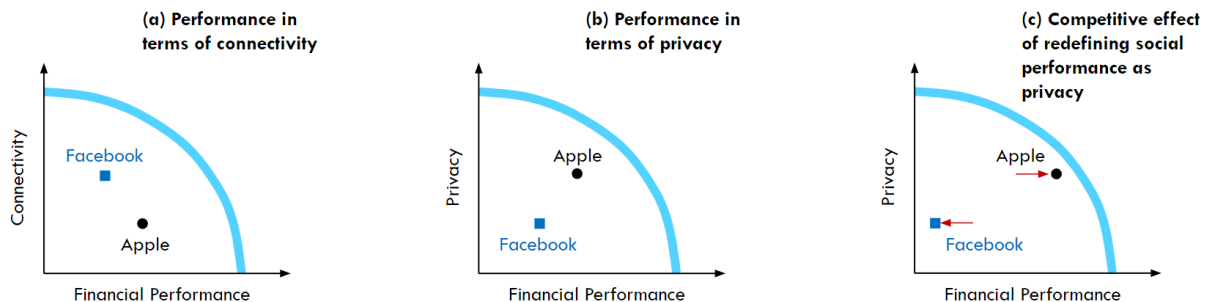 (a) Performance in
terms of connectivity
Connectivity
Facebook
Apple
Financial Performance
(b) Performance in
terms of privacy
Privacy
Apple
Facebook
Financial Performance
(c) Competitive effect
of redefining social
performance as
privacy
Privacy
Apple
Facebook
Financial Performance